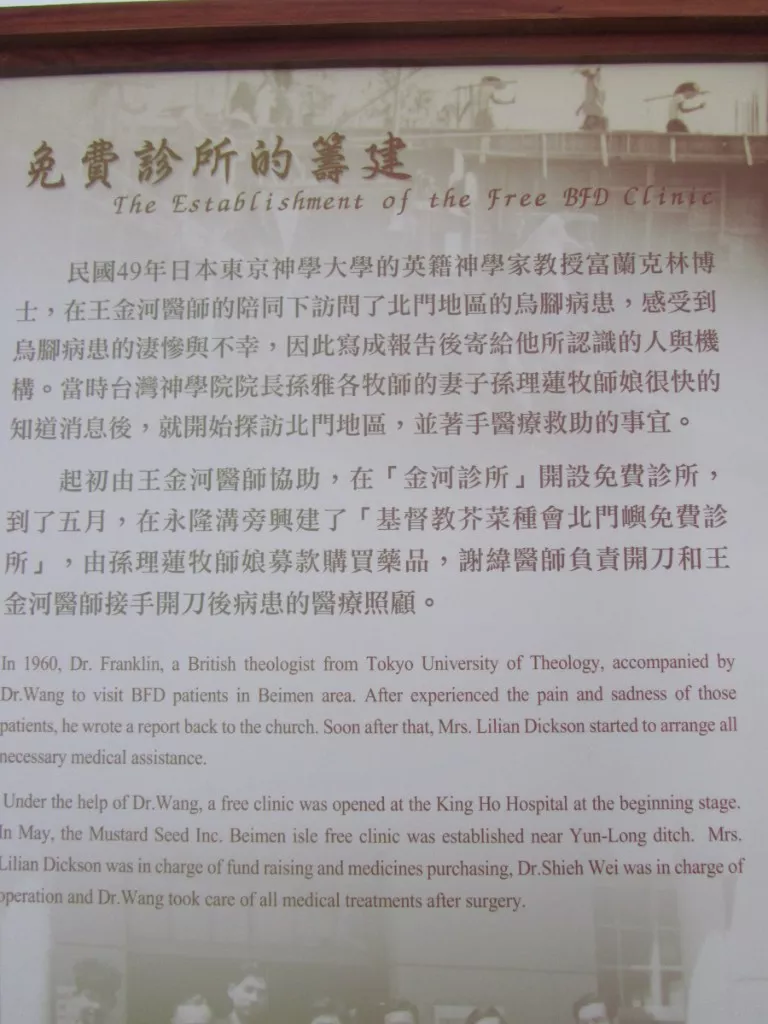 免費診所的籌建
The Establishment of the Free BFD Clinic
民國49年日本東京神學大學的英籍神學家教授富蘭克林博
士，在王金河醫師的陪同下訪問了北門地區的烏腳病患，感受到
烏腳病患的淒慘與不幸，因此寫成報告後寄給他所認識的人與機
構。當時台灣神學院院長孫雅各牧師的妻子孫理蓮牧師娘很快的
知道消息後，就開始探訪北門地區，並著手醫療救助的事宜。
起初由王金河醫師協助，在「金河診所」開設免費診所，
到了五月，在永隆溝旁興建了「基督教芥菜種會北門嶼免費診
所」，由孫理蓮牧師娘募款購買藥品，謝緯醫師負責開刀和王
金河醫師接手開刀後病患的醫療照顧。
In 1960, Dr. Franklin, a British theologist from Tokyo University of Theology, accompanied by
Dr.Wang to visit BFD patients in Beimen area. After experienced the pain and sadness of those
patients, he wrote a report back to the church. Soon after that, Mrs. Lilian Dickson started to arrange all
necessary medical assistance.
Under the help of Dr.Wang, a free clinic was opened at the King Ho Hospital at the beginning stage.
In May, the Mustard Seed Inc. Beimen isle free clinic was established near Yun-Long ditch. Mrs.
Lilian Dickson was in charge of fund raising and medicines purchasing, Dr.Shieh Wei was in charge of
operation and Dr.Wang took care of all medical treatments after surgery.